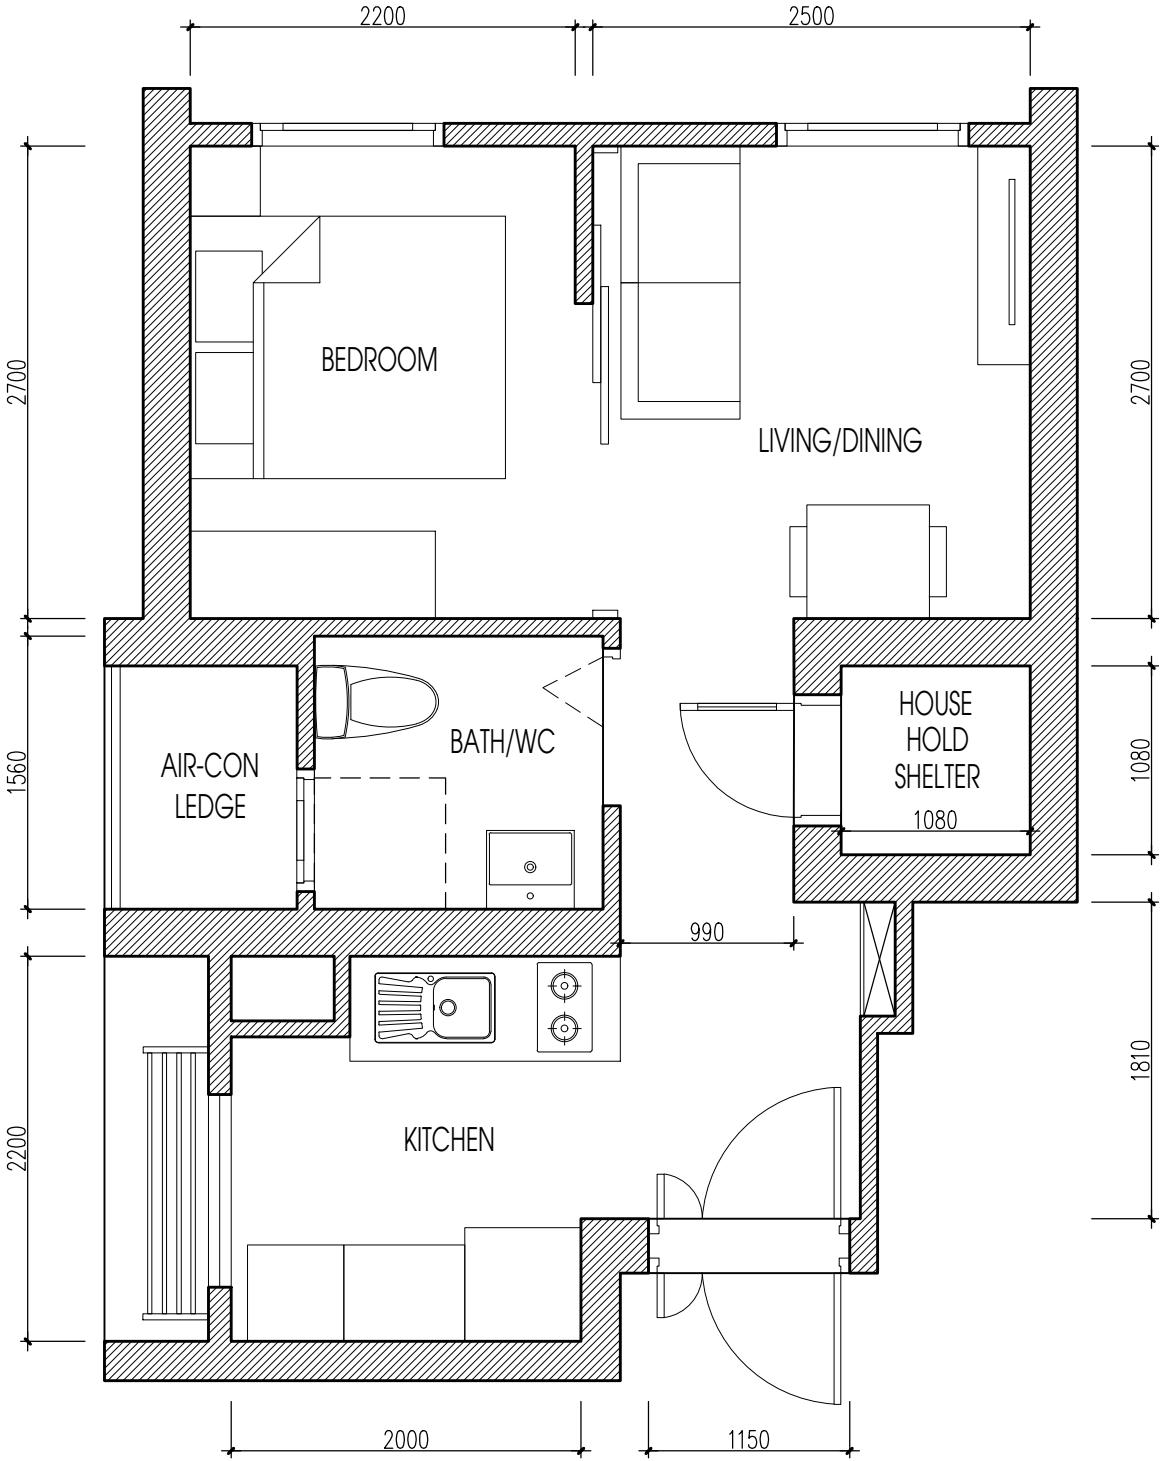 2200
2500
2700
BEDROOM
2700
LIVING/DINING
1560
AIR-CON
LEDGE
BATH/WC
HOUSE
HOLD
SHELTER
1080
1080
990
2200
KITCHEN
1810
2000
1150